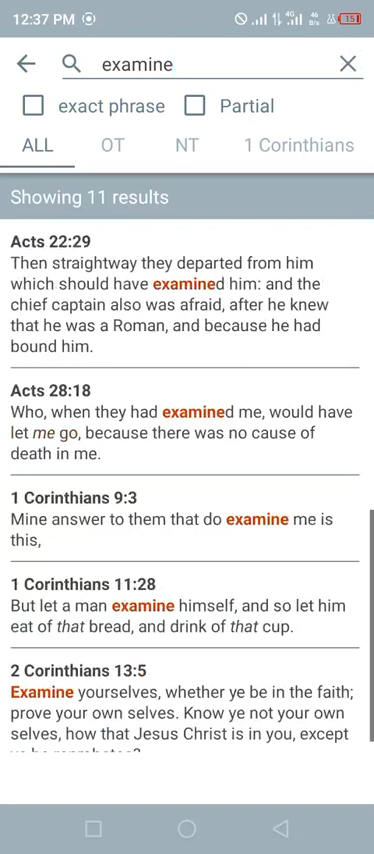 12:37 PM
4G
46
B/s
15
examine
exact phrase
Partial
ALL
OT
NT
1 Corinthians
Showing 11 results
Acts 22:29
Then straightway they departed from him
which should have examined him: and the
chief captain also was afraid, after he knew
that he was a Roman, and because he had
bound him.
Acts 28:18
Who, when they had examined me, would have
let me go, because there was no cause of
death in me.
1 Corinthians 9:3
Mine answer to them that do examine me is
this,
1 Corinthians 11:28
But let a man examine himself, and so let him
eat of that bread, and drink of that cup.
2 Corinthians 13:5
Examine yourselves, whether ye be in the faith;
prove your own selves. Know ye not your own
selves, how that Jesus Christ is in you, except
ye be reprobates?